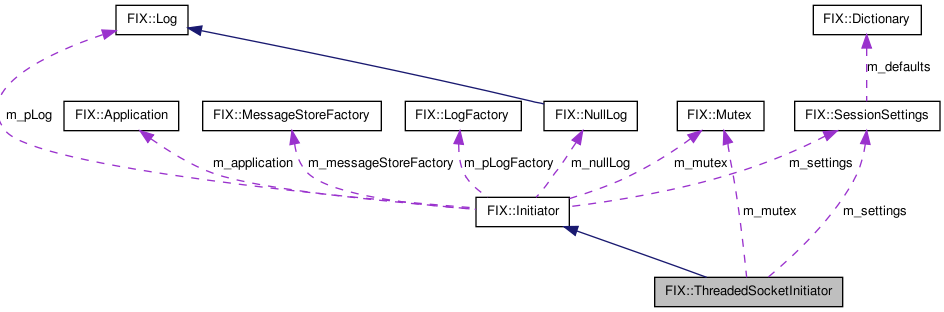 FIX::Log
FIX::Dictionary
m_defaults
m_pLog
FIX::Application
FIX::MessageStoreFactory
FIX::LogFactory
FIX::NullLog
FIX::Mutex
FIX::SessionSettings
m_application
m_messageStoreFactory
m_pLogFactory
m_nullLog
m_mutex
m_settings
FIX::Initiator
m_mutex
m_settings
FIX::ThreadedSocketInitiator